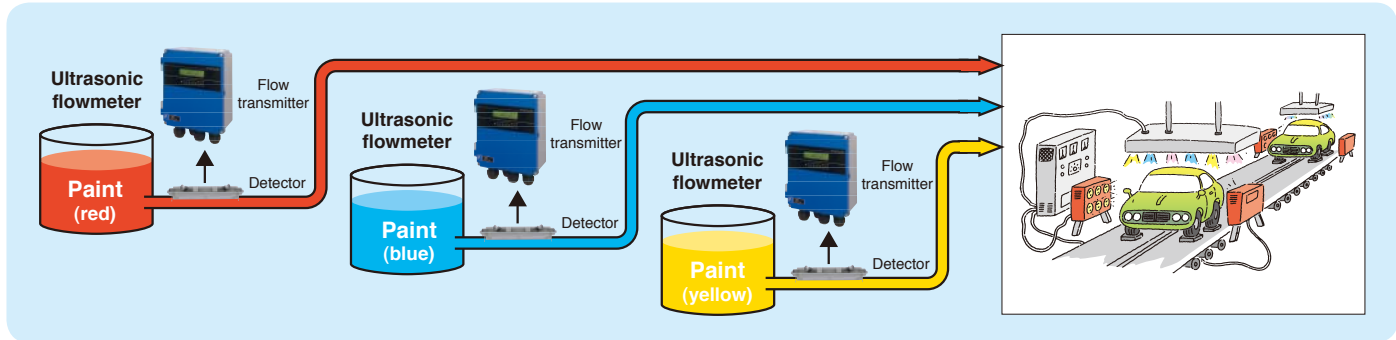 Ultrasonic
flowmeter
Flow
transmitter
Paint
(red)
Detector
Ultrasonic
flowmeter
Flow
transmitter
Paint
(blue)
Detector
Ultrasonic
flowmeter
Flow
transmitter
Paint
(yellow)
Detector